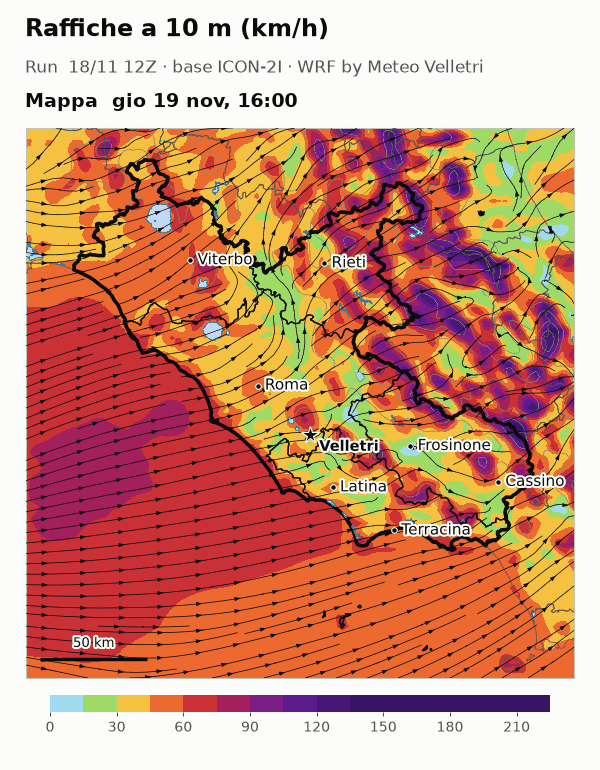 Raffiche a 10 m (km/h)
Run  18/11 12Z · base ICON-2I · WRF by Meteo Velletri
Mappa  gio 19 nov, 16:00
Viterbo
Rieti
Roma
Velletri
Frosinone
Latina
Cassino
Terracina
50 km
0 30 60 90 120 150 180 210